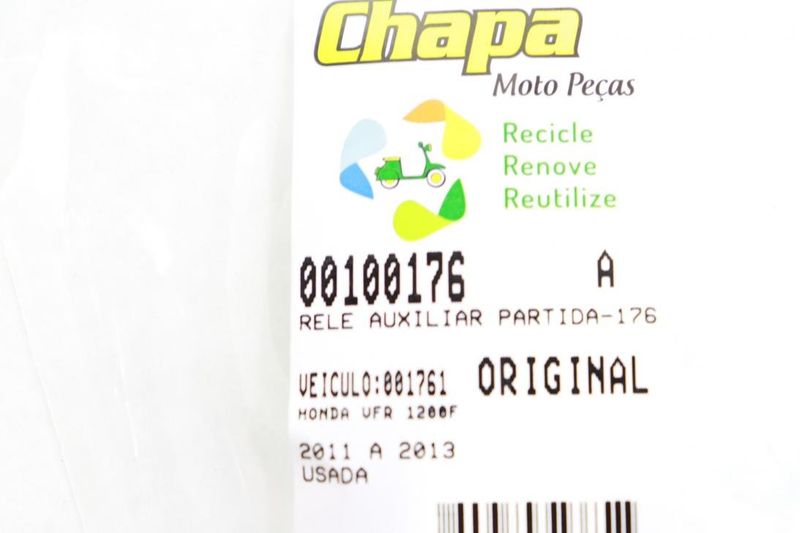 Chapa
Moto Peças
Recicle
Renove
Reutilize
00100176 A
RELE AUXILIAR PARTIDA-176
VEICULO:001761 ORIGINAL
HONDA VFR 1200F
2011 A 2013
USADA